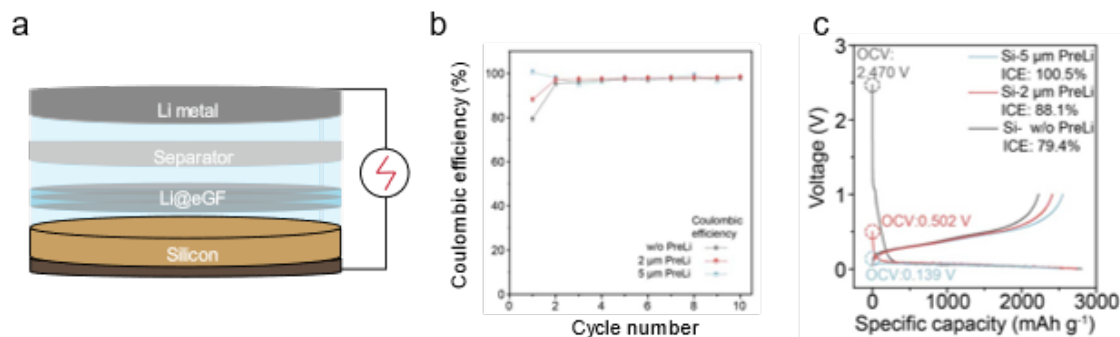 a
Li metal
Separator
Li@eGF
Silicon
b
Coulombic efficiency (%)
100
80
60
40
20
0
Coulombic
efficiency
w/o PreLi
2 μm PreLi
5 μm PreLi
0 2 4 6 8 10
Cycle number
c
Voltage (V)
3
2
1
0
OCV:
2.470 V
Si-5 μm PreLi
ICE: 100.5%
Si-2 μm PreLi
ICE: 88.1%
Si- w/o PreLi
ICE: 79.4%
OCV:0.502 V
OCV:0.139 V
0 1000 2000 3000
Specific capacity (mAh g⁻¹)